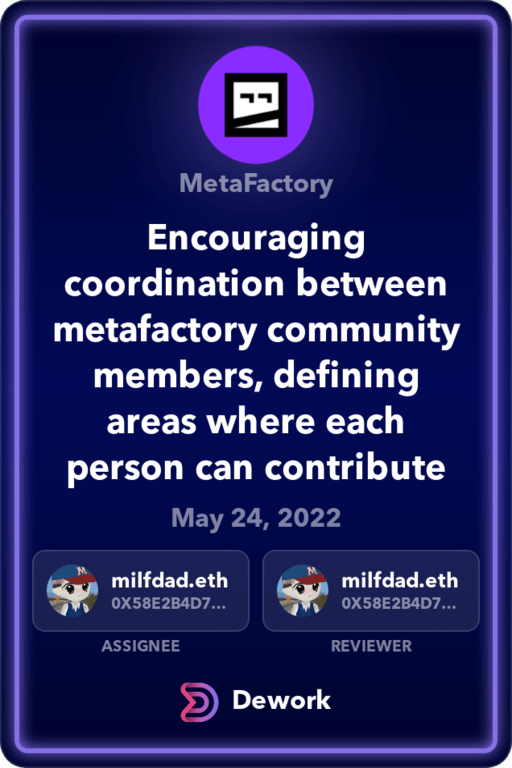 MetaFactory
Encouraging
coordination between
metafactory community
members, defining
areas where each
person can contribute
May 24, 2022
milfdad.eth
0X58E2B4D7...
ASSIGNEE
milfdad.eth
0X58E2B4D7...
REVIEWER
Dework